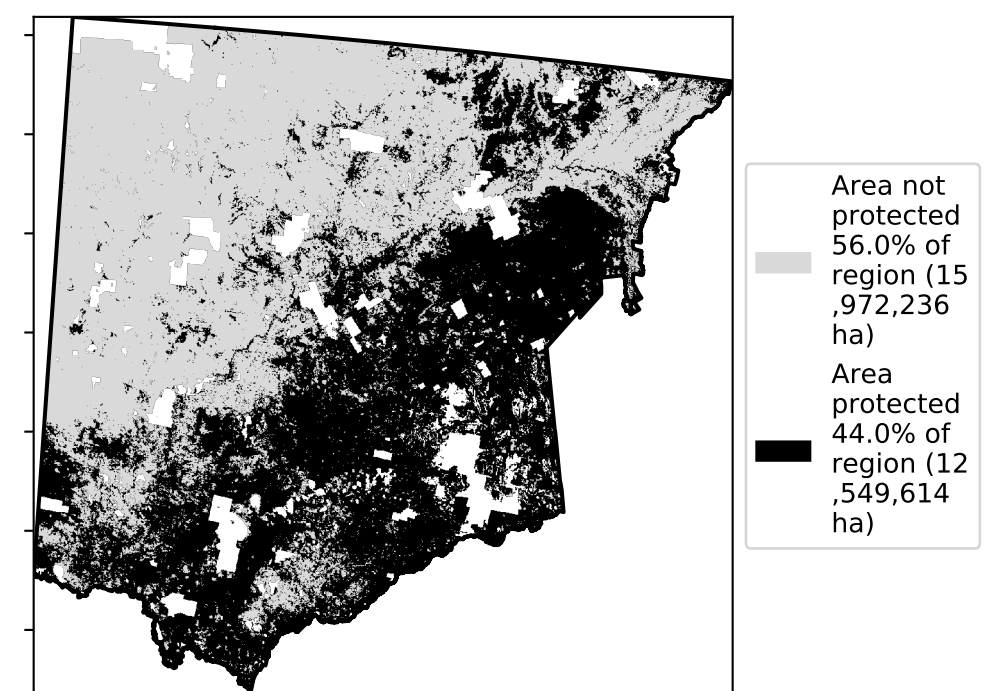 Area not
protected
56.0% of
region (15
,972,236
ha)
Area
protected
44.0% of
region (12
,549,614
ha)